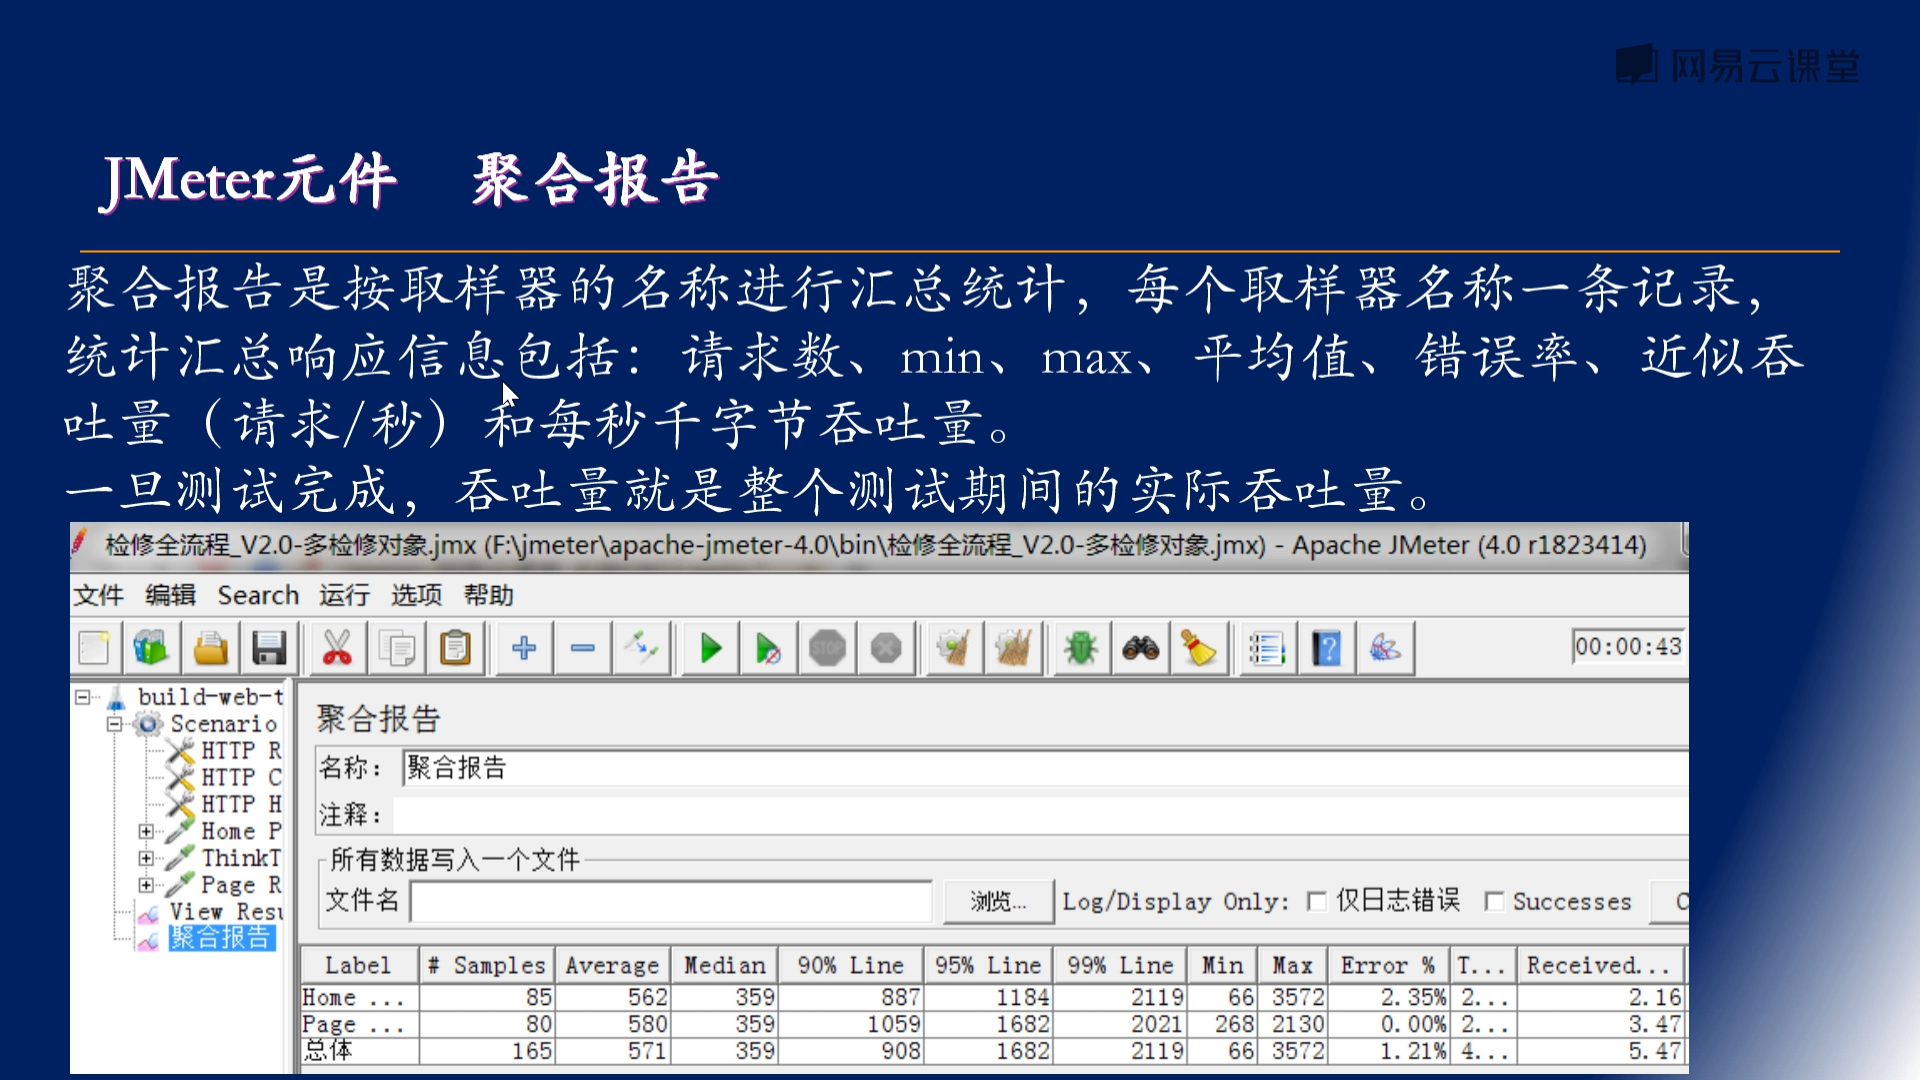 网易云课堂
JMeter元件 聚合报告
聚合报告是按取样器的名称进行汇总统计，每个取样器名称一条记录，
统计汇总响应信息包括：请求数、min、max、平均值、错误率、近似吞
吐量（请求/秒）和每秒千字节吞吐量。
一旦测试完成，吞吐量就是整个测试期间的实际吞吐量。
检修全流程_V2.0-多检修对象.jmx (F:\jmeter\apache-jmeter-4.0\bin\检修全流程_V2.0-多检修对象.jmx) - Apache JMeter (4.0 r1823414)
文件 编辑 Search 运行 选项 帮助
STOP 00:00:43
build-web-t
Scenario
HTTP R
HTTP C
HTTP H
Home P
ThinkT
Page R
View Resu
聚合报告
聚合报告
名称： 聚合报告
注释：
所有数据写入一个文件
文件名 浏览... Log/Display Only: 仅日志错误 Successes C
Label # Samples Average Median 90% Line 95% Line 99% Line Min Max Error % T... Received...
Home ... 85 562 359 887 1184 2119 66 3572 2.35% 2... 2.16
Page ... 80 580 359 1059 1682 2021 268 2130 0.00% 2... 3.47
总体 165 571 359 908 1682 2119 66 3572 1.21% 4... 5.47